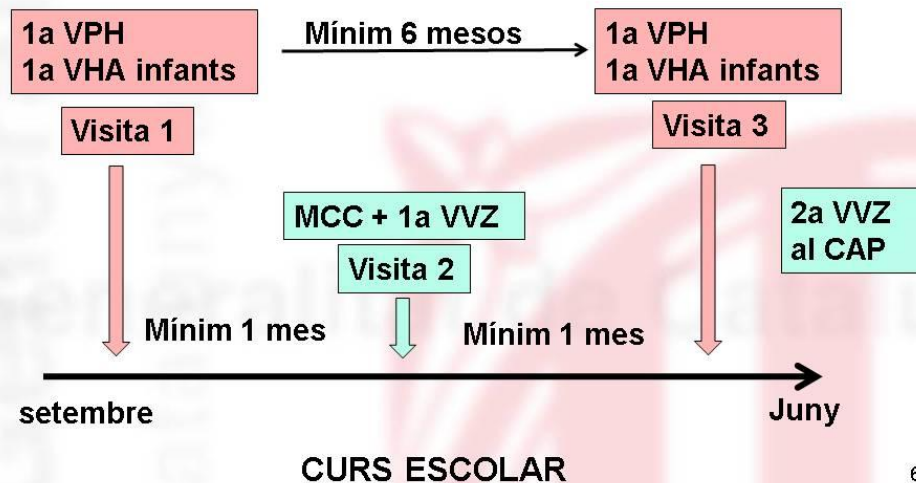 1a VPH
1a VHA infants
Mínim 6 mesos
1a VPH
1a VHA infants
Visita 1
Visita 3
MCC + 1a VVZ
Visita 2
2a VVZ
al CAP
Mínim 1 mes
Mínim 1 mes
setembre
Juny
CURS ESCOLAR
6